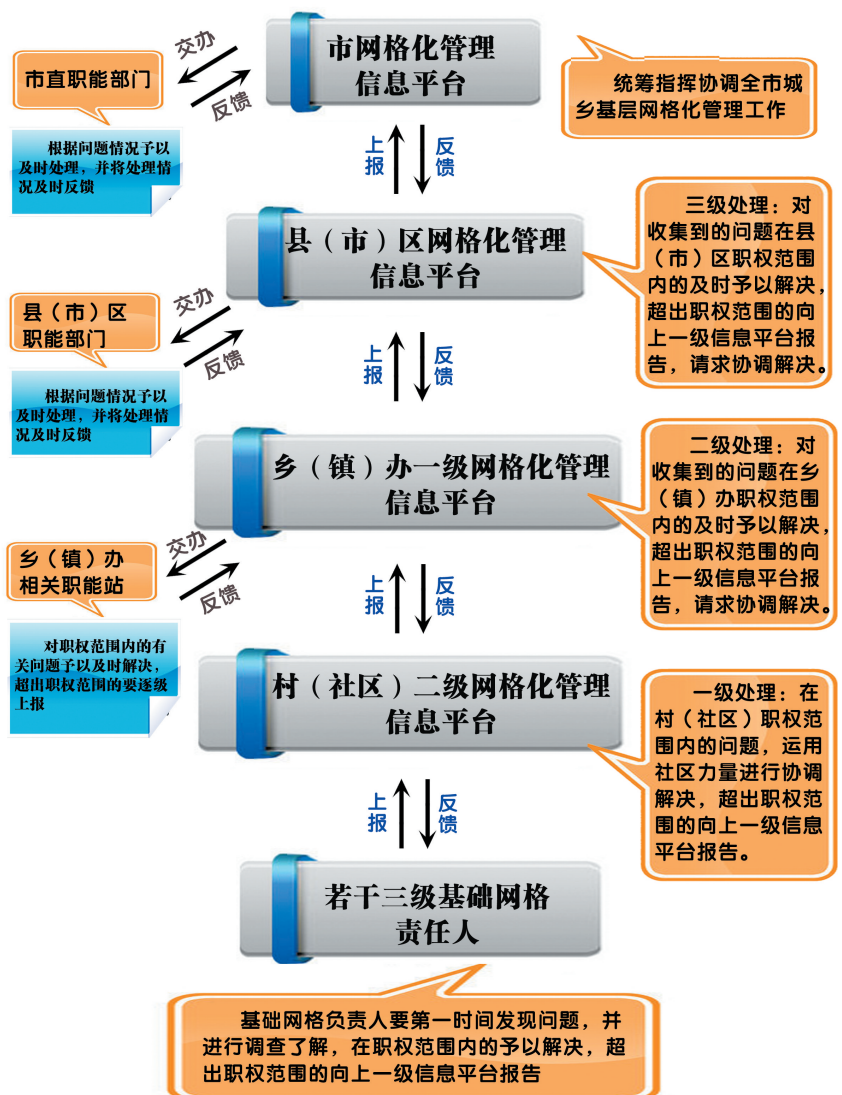 市网格化管理
信息平台
交办
反馈
市直职能部门
根据问题情况予以
及时处理，并将处理情
况及时反馈
统筹指挥协调全市城
乡基层网格化管理工作
上报
反馈
县（市）区网格化管理
信息平台
三级处理：对
收集到的问题在县
（市）区职权范围
内的及时予以解决，
超出职权范围的向
上一级信息平台报
告，请求协调解决。
交办
反馈
县（市）区
职能部门
根据问题情况予以
及时处理，并将处理情
况及时反馈
上报
反馈
乡（镇）办一级网格化管理
信息平台
二级处理：对
收集到的问题在乡
（镇）办职权范围
内的及时予以解决，
超出职权范围的向
上一级信息平台报
告，请求协调解决。
交办
反馈
乡（镇）办
相关职能站
对职权范围内的有
关问题予以及时解决，
超出职权范围的要逐级
上报
上报
反馈
村（社区）二级网格化管理
信息平台
一级处理：在
村（社区）职权范
围内的问题，运用
社区力量进行协调
解决，超出职权范
围的向上一级信息
平台报告。
上报
反馈
若干三级基础网格
责任人
基础网格负责人要第一时间发现问题，并
进行调查了解，在职权范围内的予以解决，超
出职权范围的向上一级信息平台报告